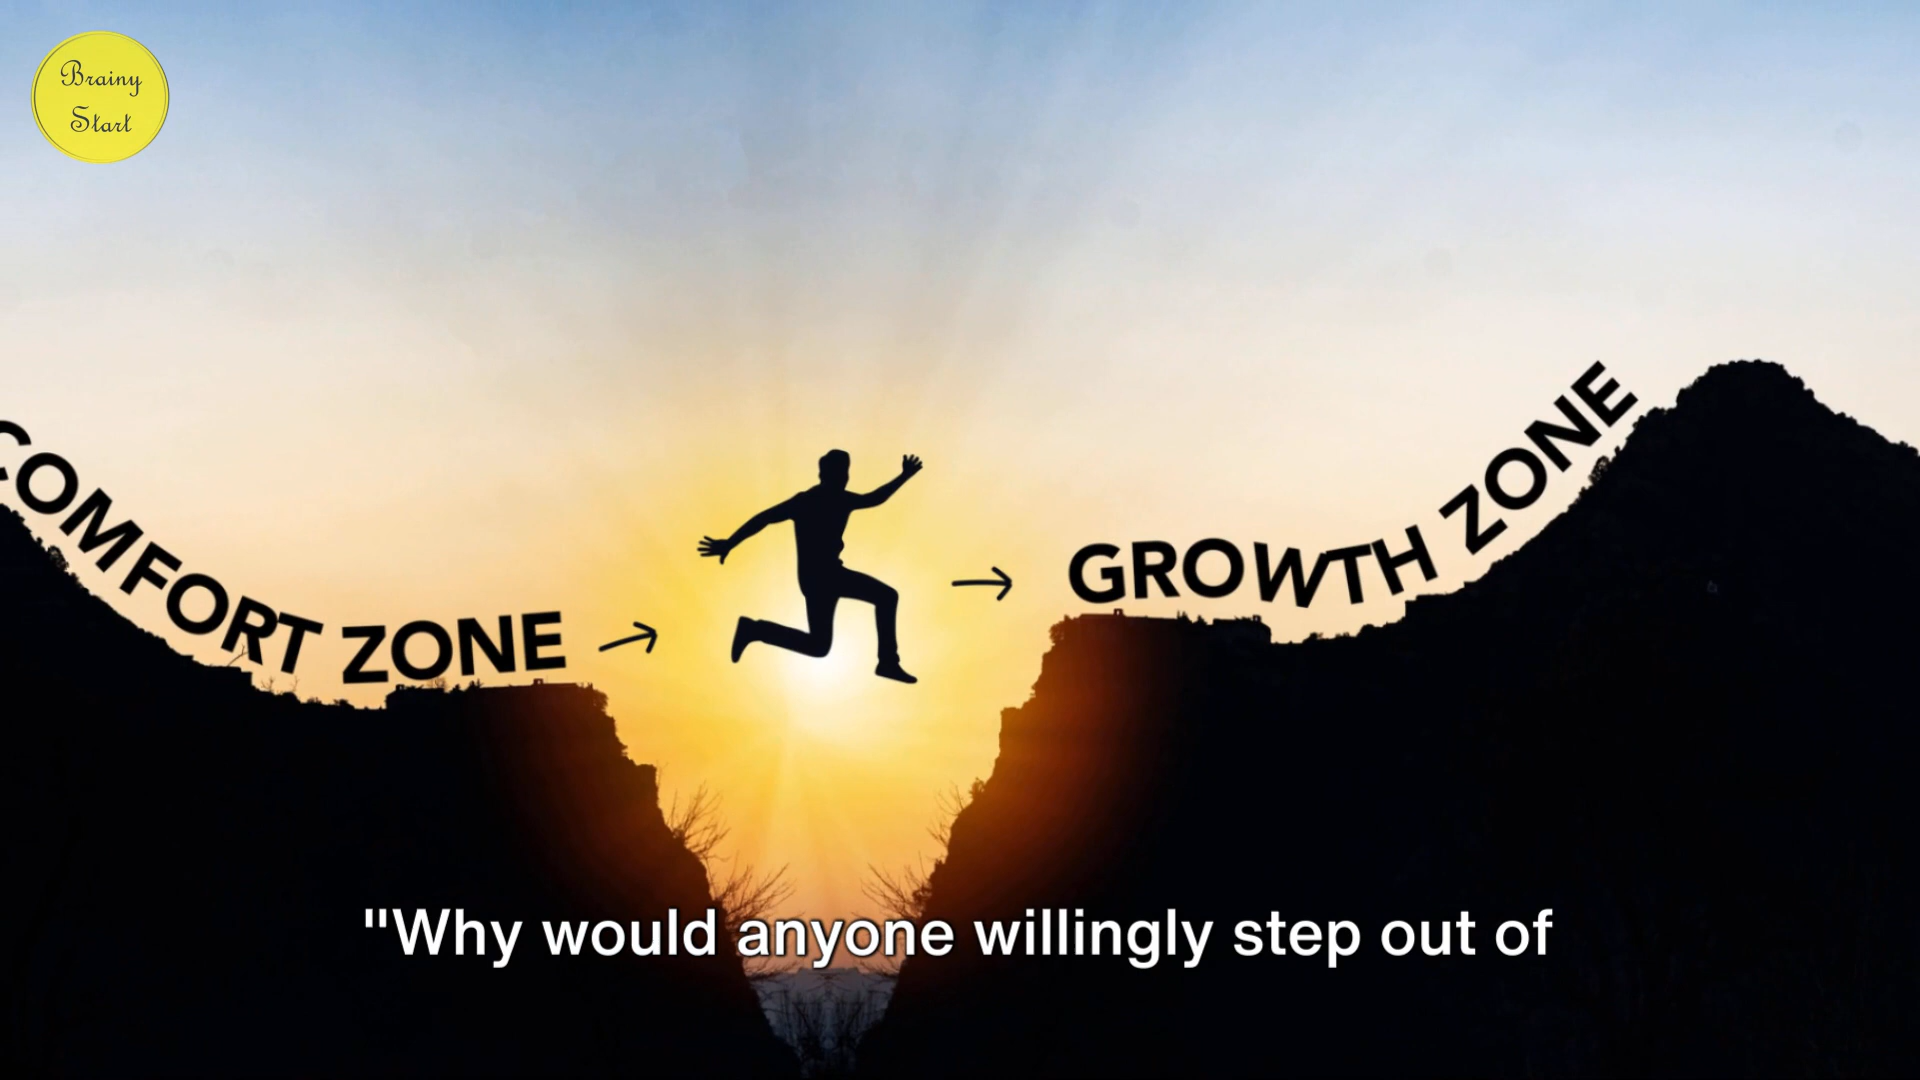 Brainy
Start
COMFORT ZONE
GROWTH ZONE
"Why would anyone willingly step out of